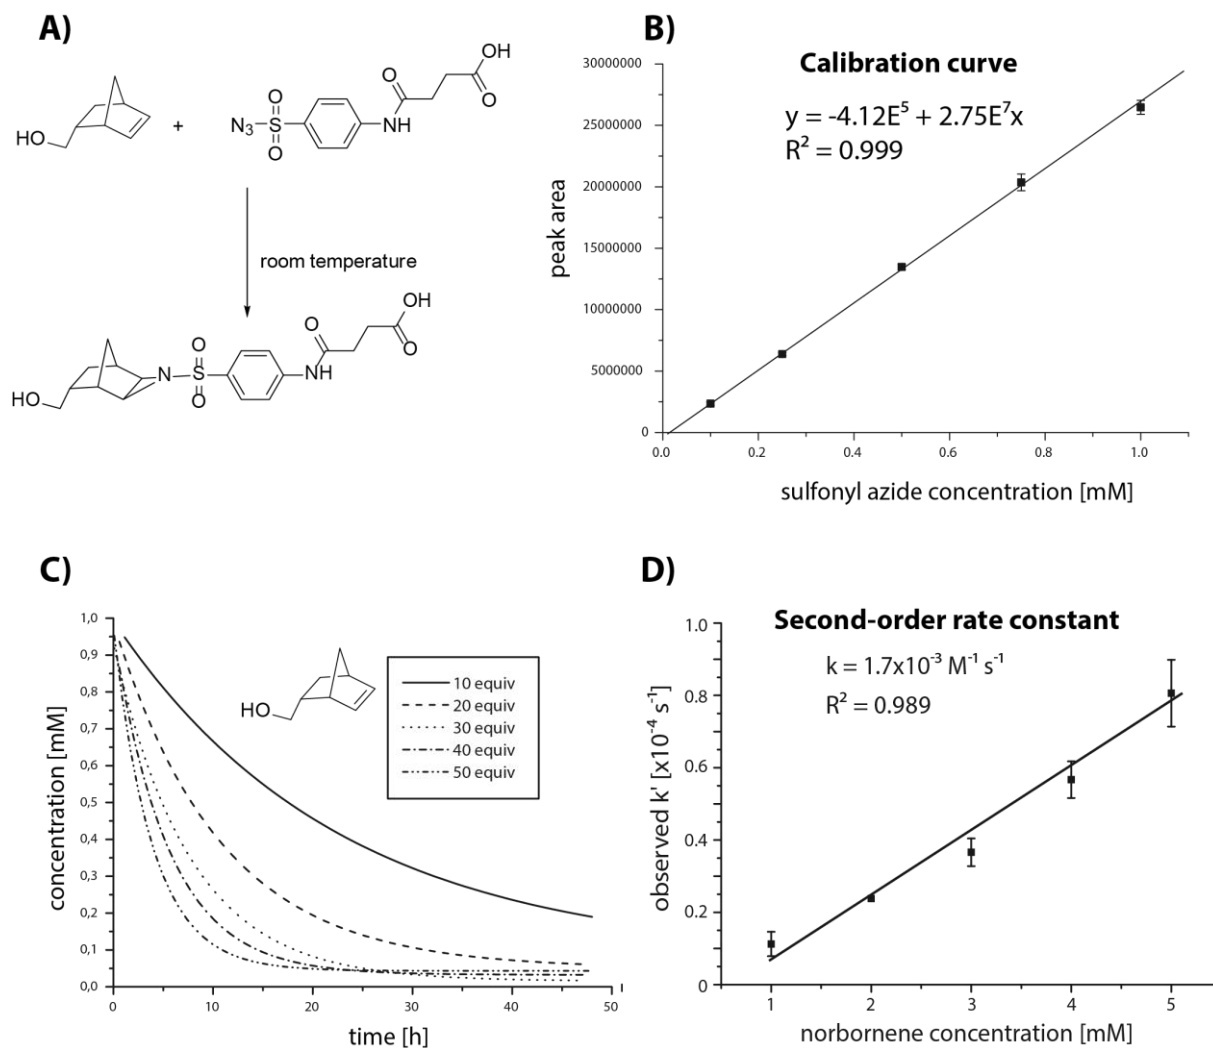 A)
OH
O
O
O
N₃
S
O
NH
HO
+
room temperature
OH
O
O
O
N
S
O
NH
HO
B)
Calibration curve
y = -4.12E⁵ + 2.75E⁷x
R² = 0.999
30000000
25000000
20000000
15000000
10000000
5000000
0
peak area
0.0 0.2 0.4 0.6 0.8 1.0
sulfonyl azide concentration [mM]
C)
1,0
0,9
0,8
0,7
0,6
0,5
0,4
0,3
0,2
0,1
0,0
concentration [mM]
HO
10 equiv
20 equiv
30 equiv
40 equiv
50 equiv
0 10 20 30 40 50
time [h]
D)
Second-order rate constant
k = 1.7x10⁻³ M⁻¹ s⁻¹
R² = 0.989
1.0
0.8
0.6
0.4
0.2
0
observed k' [x10⁻⁴ s⁻¹]
1 2 3 4 5
norbornene concentration [mM]